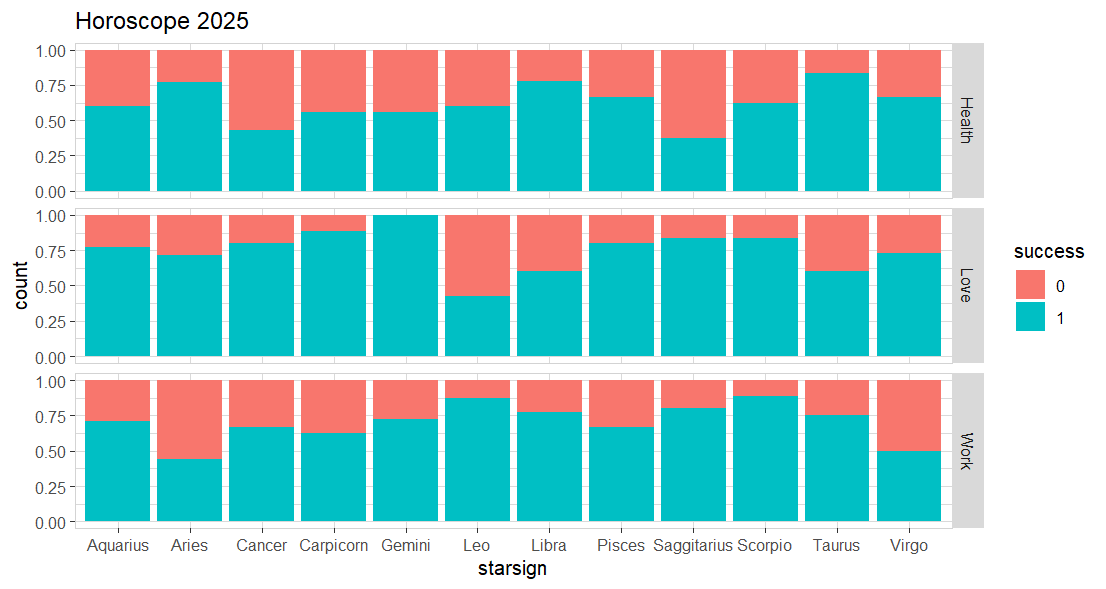 Horoscope 2025
1.00
0.75
0.50
0.25
0.00
Health
1.00
0.75
0.50
0.25
0.00
Love
1.00
0.75
0.50
0.25
0.00
Work
count
Aquarius Aries Cancer Carpicorn Gemini Leo Libra Pisces Saggitarius Scorpio Taurus Virgo
starsign
success
0
1